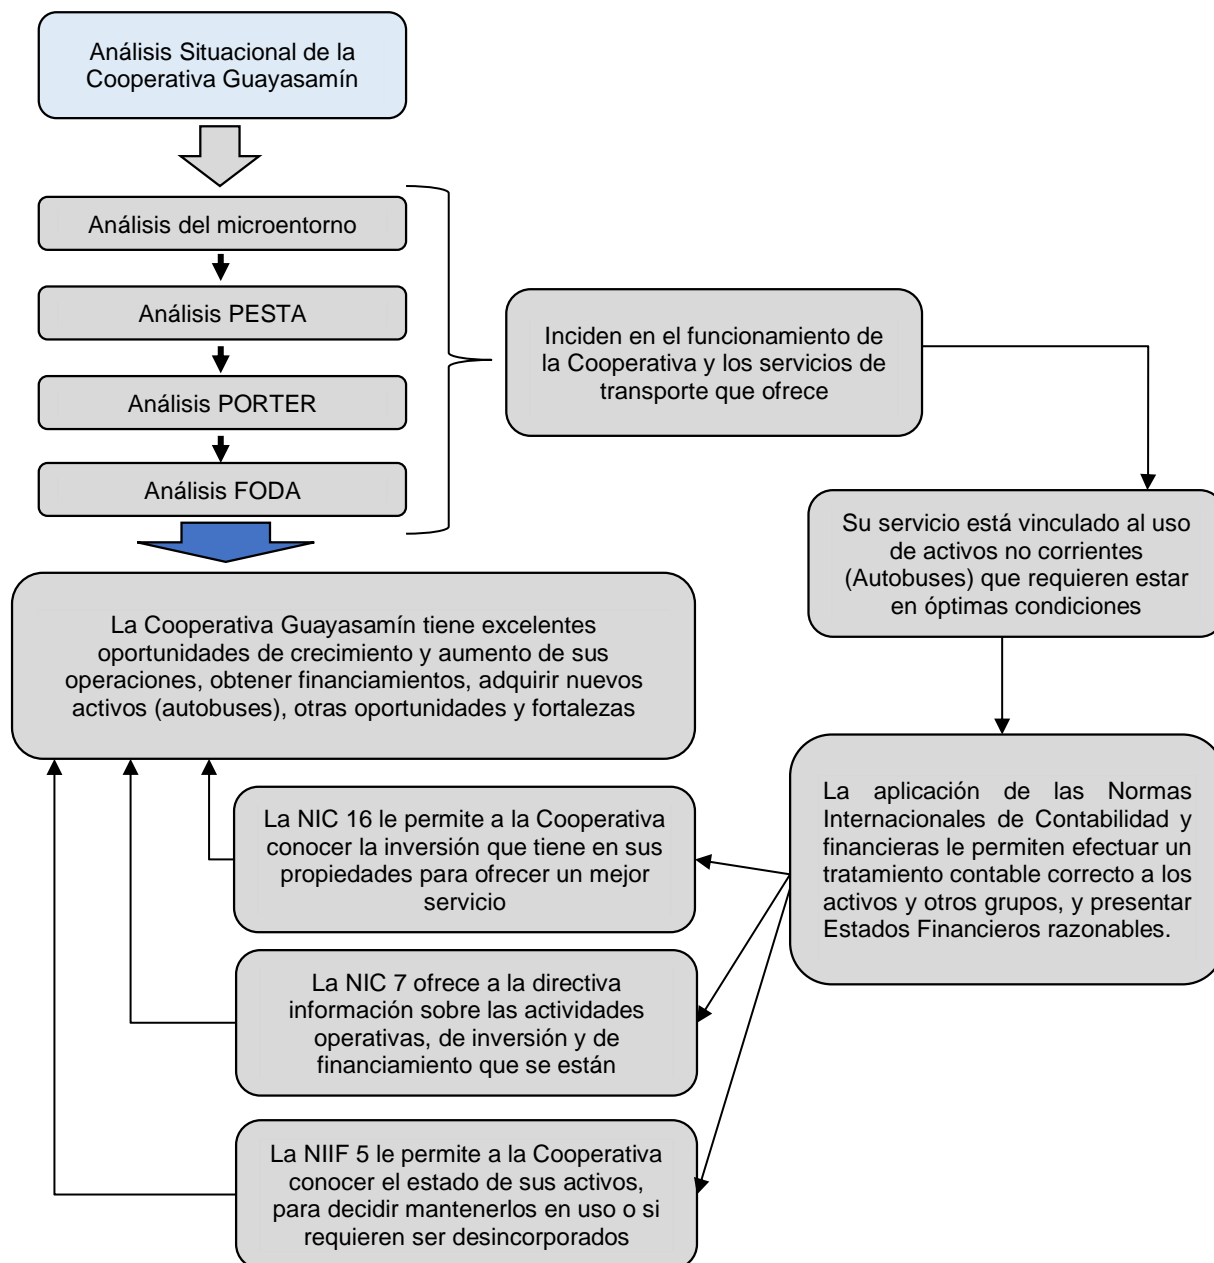 Análisis Situacional de la
Cooperativa Guayasamín
Análisis del microentorno
Análisis PESTA
Análisis PORTER
Análisis FODA
Inciden en el funcionamiento de
la Cooperativa y los servicios de
transporte que ofrece
Su servicio está vinculado al uso
de activos no corrientes
(Autobuses) que requieren estar
en óptimas condiciones
La Cooperativa Guayasamín tiene excelentes
oportunidades de crecimiento y aumento de sus
operaciones, obtener financiamientos, adquirir nuevos
activos (autobuses), otras oportunidades y fortalezas
La aplicación de las Normas
Internacionales de Contabilidad y
financieras le permiten efectuar un
tratamiento contable correcto a los
activos y otros grupos, y presentar
Estados Financieros razonables.
La NIC 16 le permite a la Cooperativa
conocer la inversión que tiene en sus
propiedades para ofrecer un mejor
servicio
La NIC 7 ofrece a la directiva
información sobre las actividades
operativas, de inversión y de
financiamiento que se están
La NIIF 5 le permite a la Cooperativa
conocer el estado de sus activos,
para decidir mantenerlos en uso o si
requieren ser desincorporados